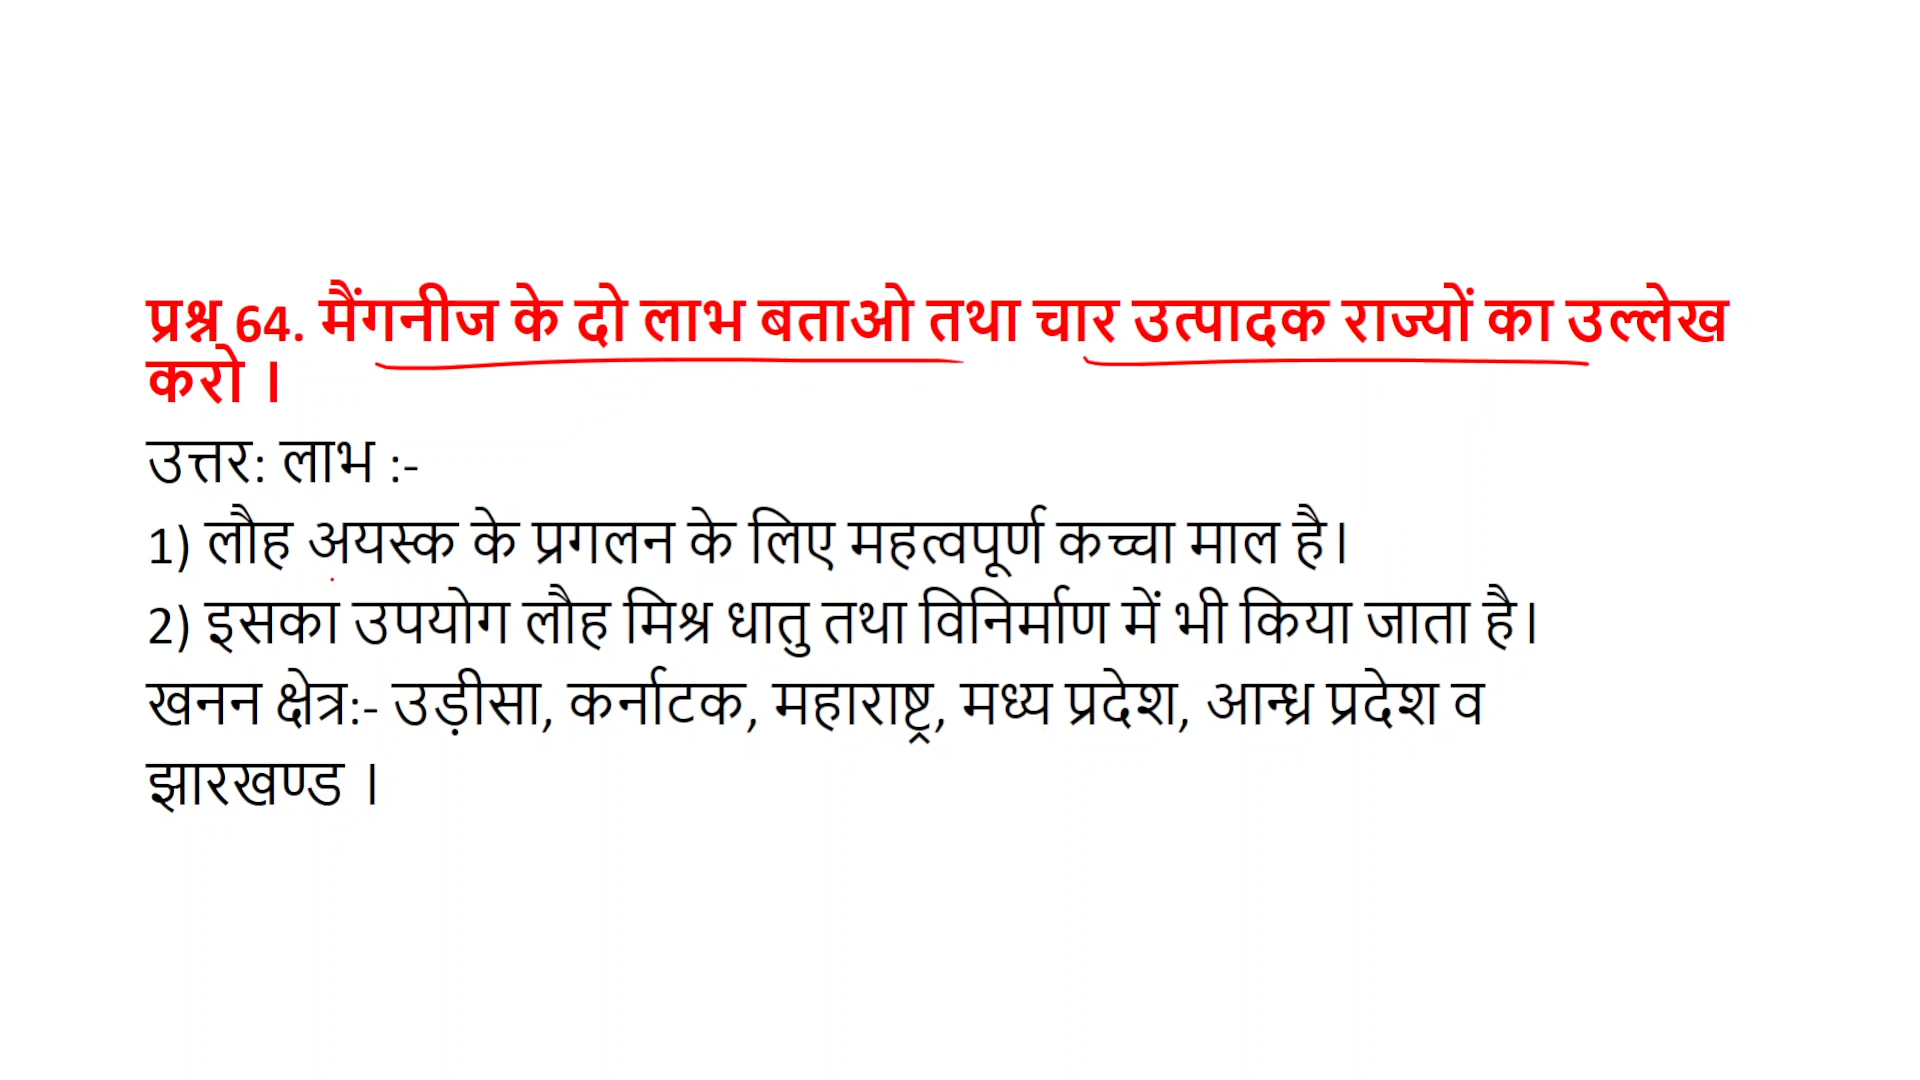 प्रश्न 64. मैंगनीज के दो लाभ बताओ तथा चार उत्पादक राज्यों का उल्लेख
करो ।
उत्तर: लाभ :-
1) लौह अयस्क के प्रगलन के लिए महत्वपूर्ण कच्चा माल है।
2) इसका उपयोग लौह मिश्र धातु तथा विनिर्माण में भी किया जाता है।
खनन क्षेत्र:- उड़ीसा, कर्नाटक, महाराष्ट्र, मध्य प्रदेश, आन्ध्र प्रदेश व
झारखण्ड ।